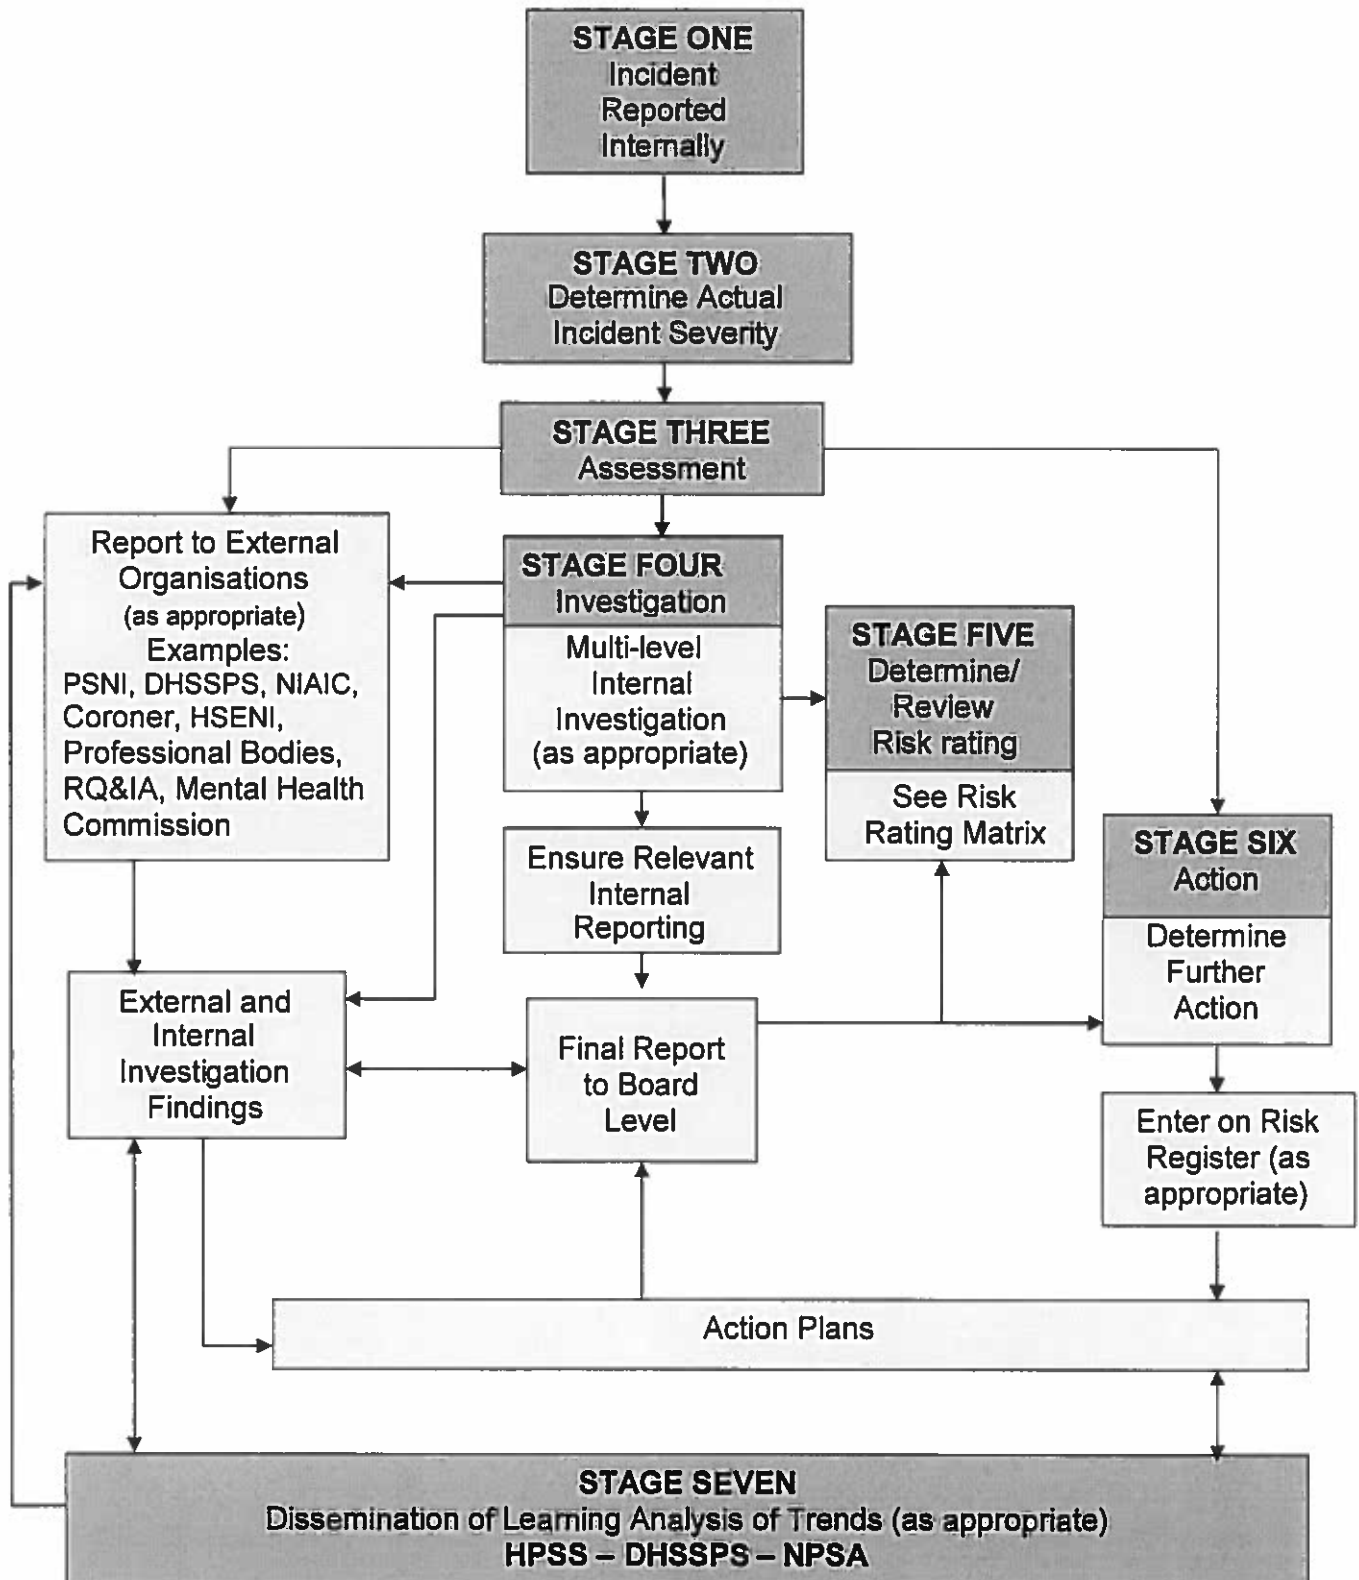 STAGE ONE
Incident
Reported
Internally
STAGE TWO
Determine Actual
Incident Severity
STAGE THREE
Assessment
Report to External
Organisations
(as appropriate)
Examples:
PSNI, DHSSPS, NIAIC,
Coroner, HSENI,
Professional Bodies,
RQ&IA, Mental Health
Commission
STAGE FOUR
Investigation
Multi-level
Internal
Investigation
(as appropriate)
STAGE FIVE
Determine/
Review
Risk rating
See Risk
Rating Matrix
Ensure Relevant
Internal
Reporting
STAGE SIX
Action
Determine
Further
Action
External and
Internal
Investigation
Findings
Final Report
to Board
Level
Enter on Risk
Register (as
appropriate)
Action Plans
STAGE SEVEN
Dissemination of Learning Analysis of Trends (as appropriate)
HPSS – DHSSPS – NPSA